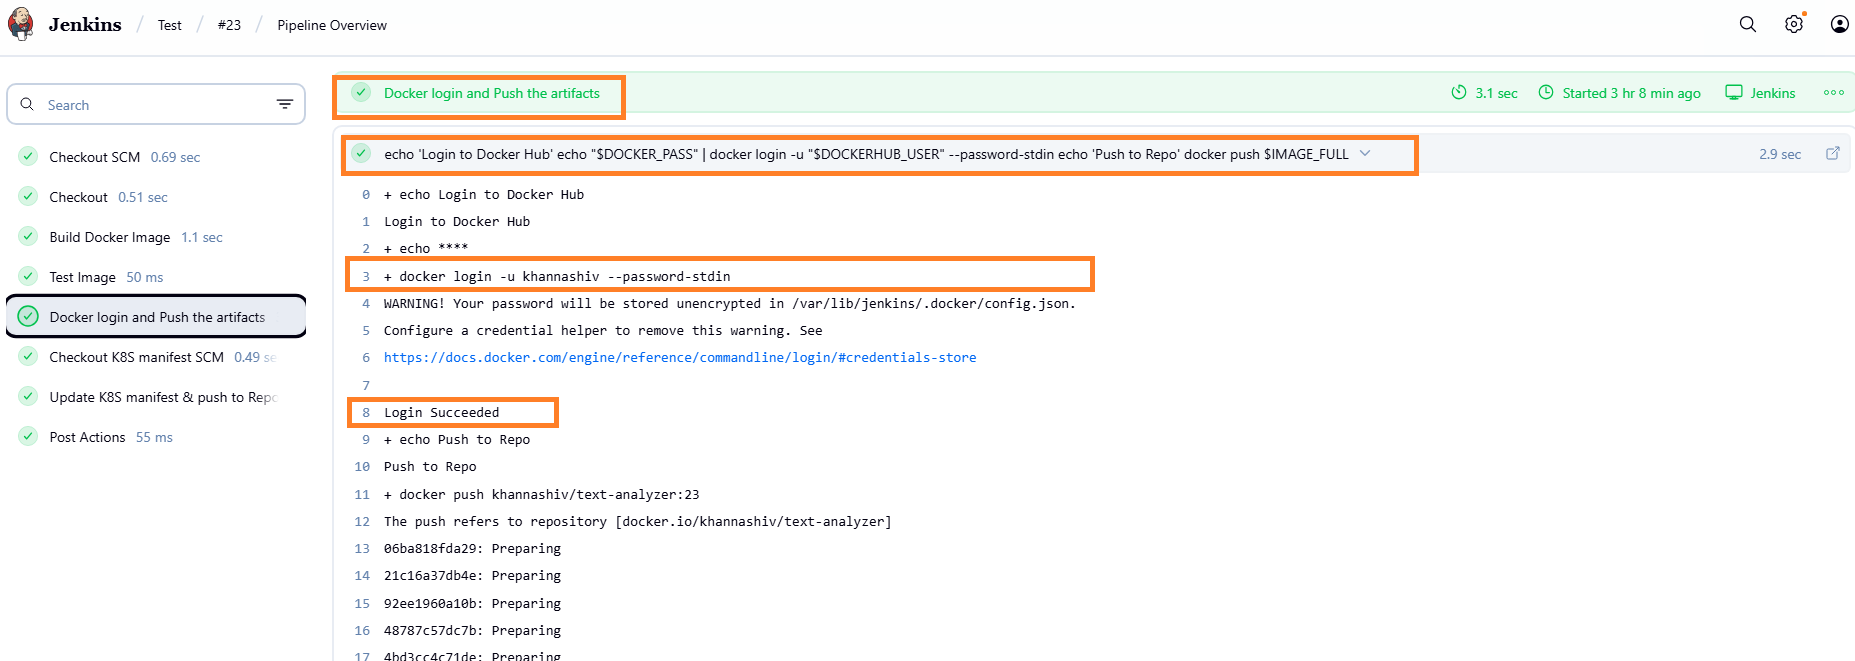 Jenkins / Test / #23 / Pipeline Overview
Search
Checkout SCM 0.69 sec
Checkout 0.51 sec
Build Docker Image 1.1 sec
Test Image 50 ms
Docker login and Push the artifacts
Checkout K8S manifest SCM 0.49 se
Update K8S manifest & push to Repo
Post Actions 55 ms
Docker login and Push the artifacts 3.1 sec Started 3 hr 8 min ago Jenkins
echo 'Login to Docker Hub' echo "$DOCKER_PASS" | docker login -u "$DOCKERHUB_USER" --password-stdin echo 'Push to Repo' docker push $IMAGE_FULL 2.9 sec
0 + echo Login to Docker Hub
1 Login to Docker Hub
2 + echo ****
3 + docker login -u khannashiv --password-stdin
4 WARNING! Your password will be stored unencrypted in /var/lib/jenkins/.docker/config.json.
5 Configure a credential helper to remove this warning. See
6 https://docs.docker.com/engine/reference/commandline/login/#credentials-store
7
8 Login Succeeded
9 + echo Push to Repo
10 Push to Repo
11 + docker push khannashiv/text-analyzer:23
12 The push refers to repository [docker.io/khannashiv/text-analyzer]
13 06ba818fda29: Preparing
14 21c16a37db4e: Preparing
15 92ee1960a10b: Preparing
16 48787c57dc7b: Preparing
17 4bd3cc4c71de: Preparing